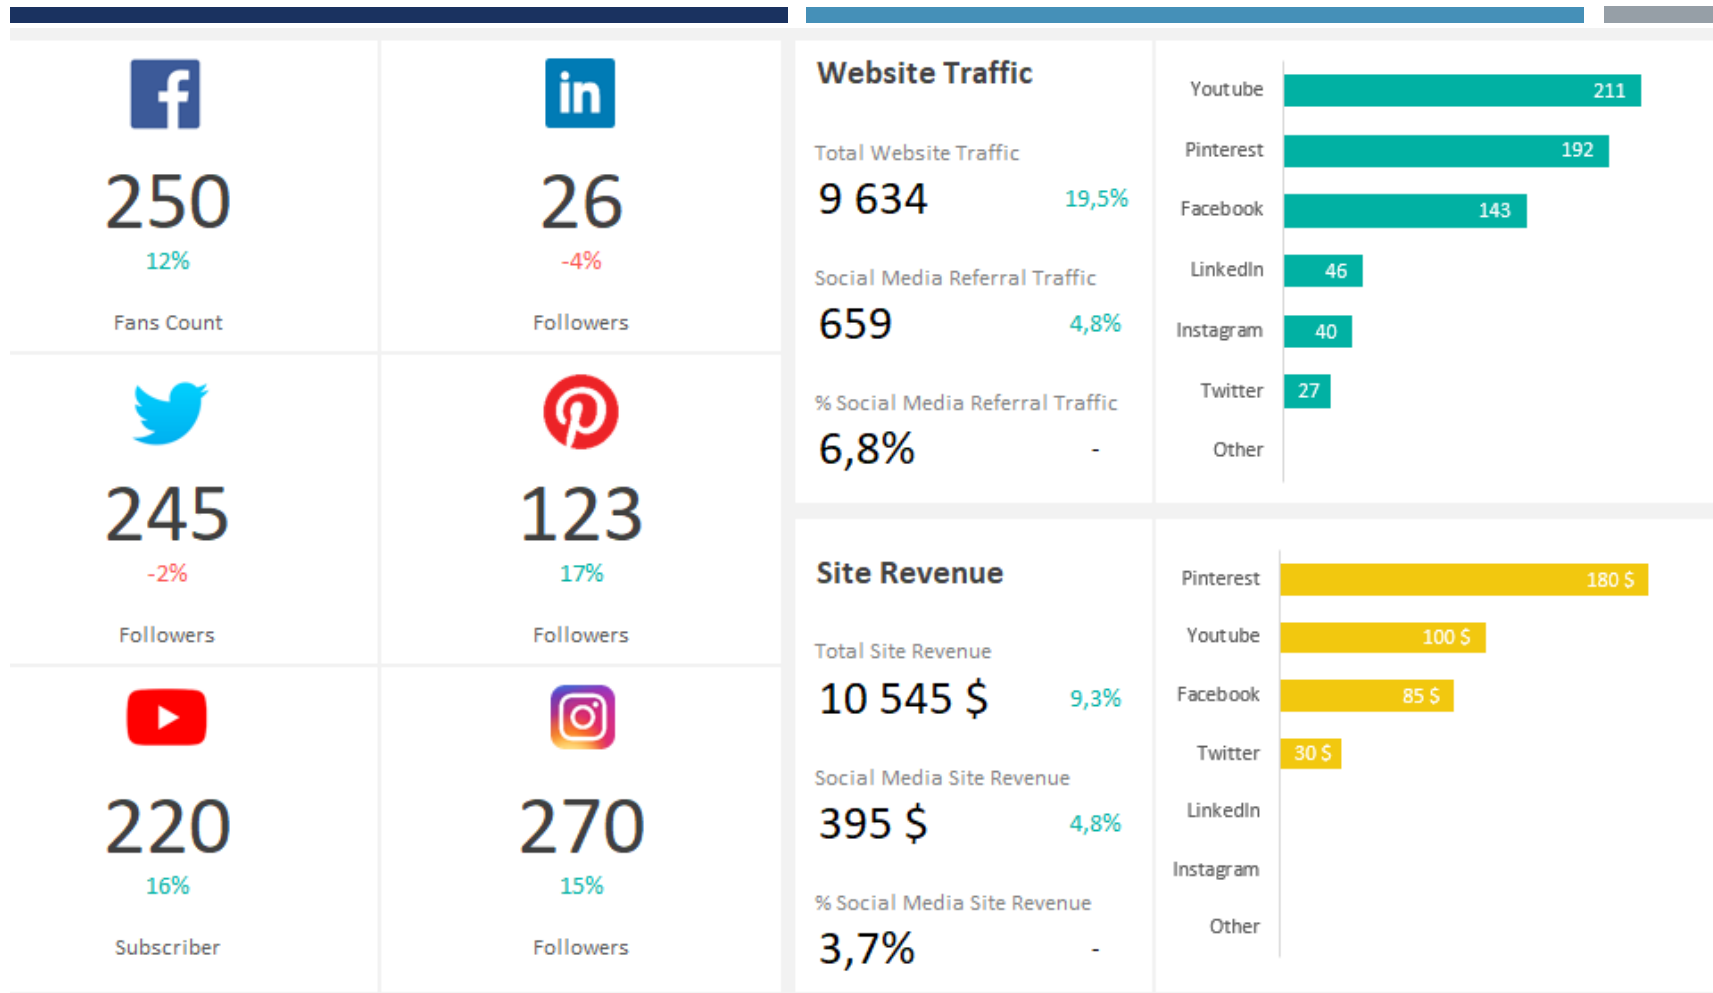 f
in
250
26
12%
-4%
Fans Count
Followers
245
123
-2%
17%
Followers
Followers
220
270
16%
15%
Subscriber
Followers
Website Traffic
Total Website Traffic
9 634 19,5%
Social Media Referral Traffic
659 4,8%
% Social Media Referral Traffic
6,8% -
Youtube 211
Pinterest 192
Facebook 143
LinkedIn 46
Instagram 40
Twitter 27
Other
Site Revenue
Total Site Revenue
10 545 $ 9,3%
Social Media Site Revenue
395 $ 4,8%
% Social Media Site Revenue
3,7% -
Pinterest 180 $
Youtube 100 $
Facebook 85 $
Twitter 30 $
LinkedIn
Instagram
Other